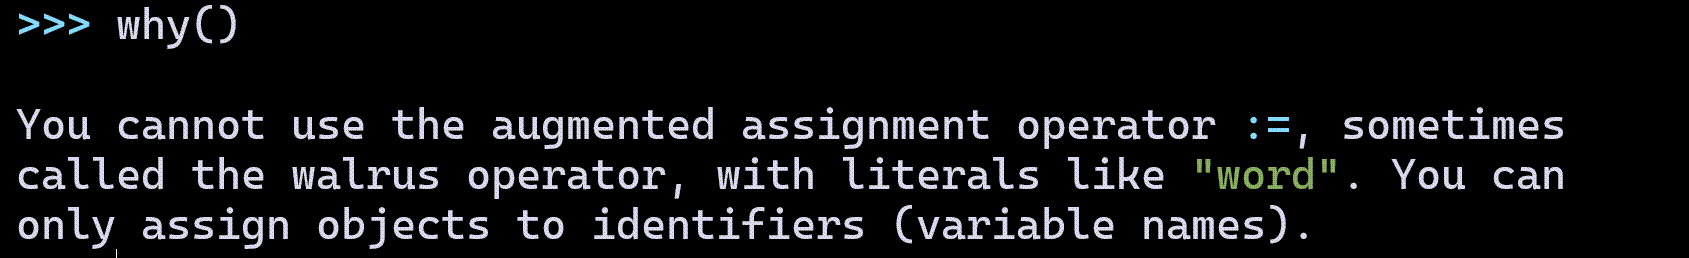 >>> why()
You cannot use the augmented assignment operator :=, sometimes
called the walrus operator, with literals like "word". You can
only assign objects to identifiers (variable names).